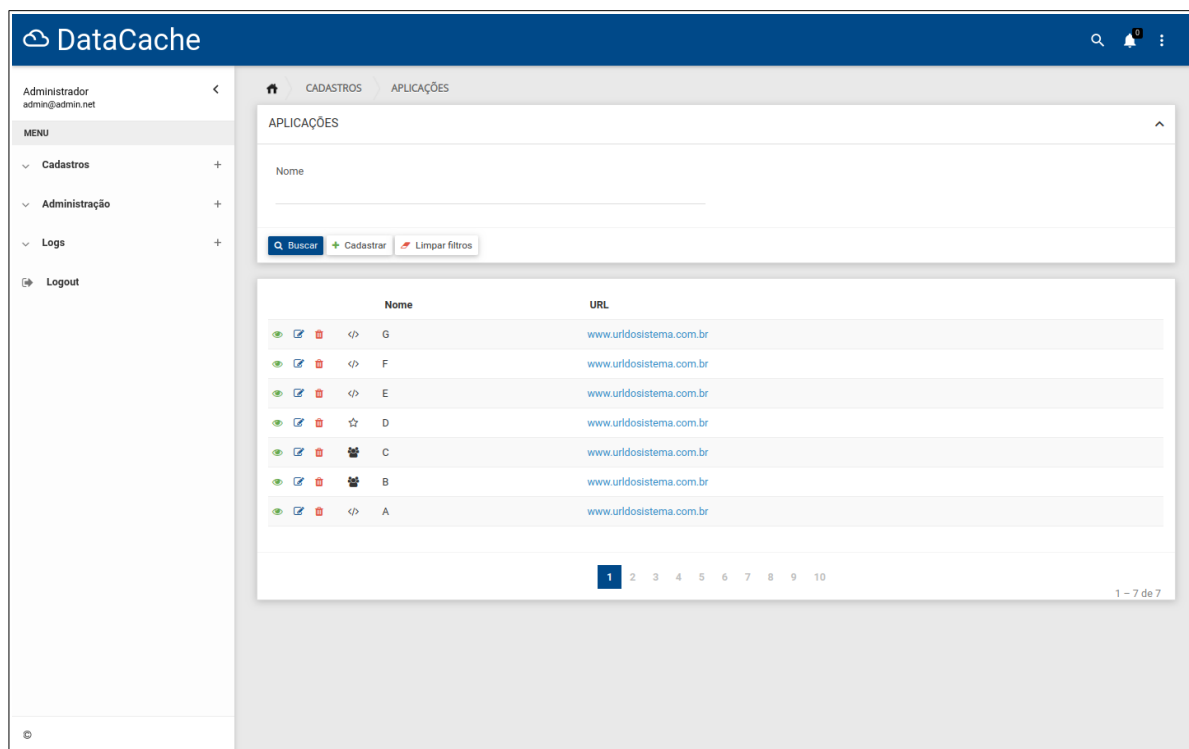 DataCache
0
Administrador
admin@admin.net
MENU
Cadastros
Administração
Logs
Logout
©
CADASTROS APLICAÇÕES
APLICAÇÕES
Nome
Buscar Cadastrar Limpar filtros
Nome URL
G www.urldosistema.com.br
F www.urldosistema.com.br
E www.urldosistema.com.br
D www.urldosistema.com.br
C www.urldosistema.com.br
B www.urldosistema.com.br
A www.urldosistema.com.br
1 2 3 4 5 6 7 8 9 10
1 – 7 de 7